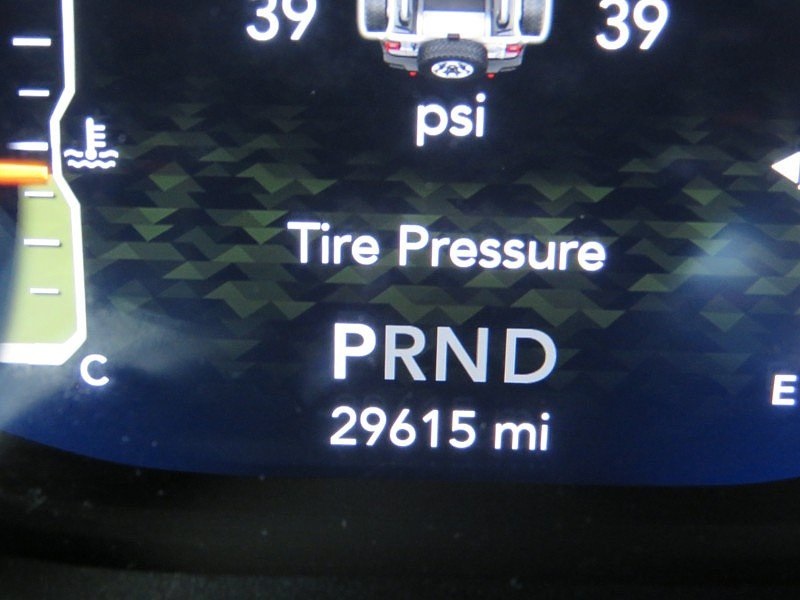 39 39
psi
Tire Pressure
PRND
C E
29615 mi